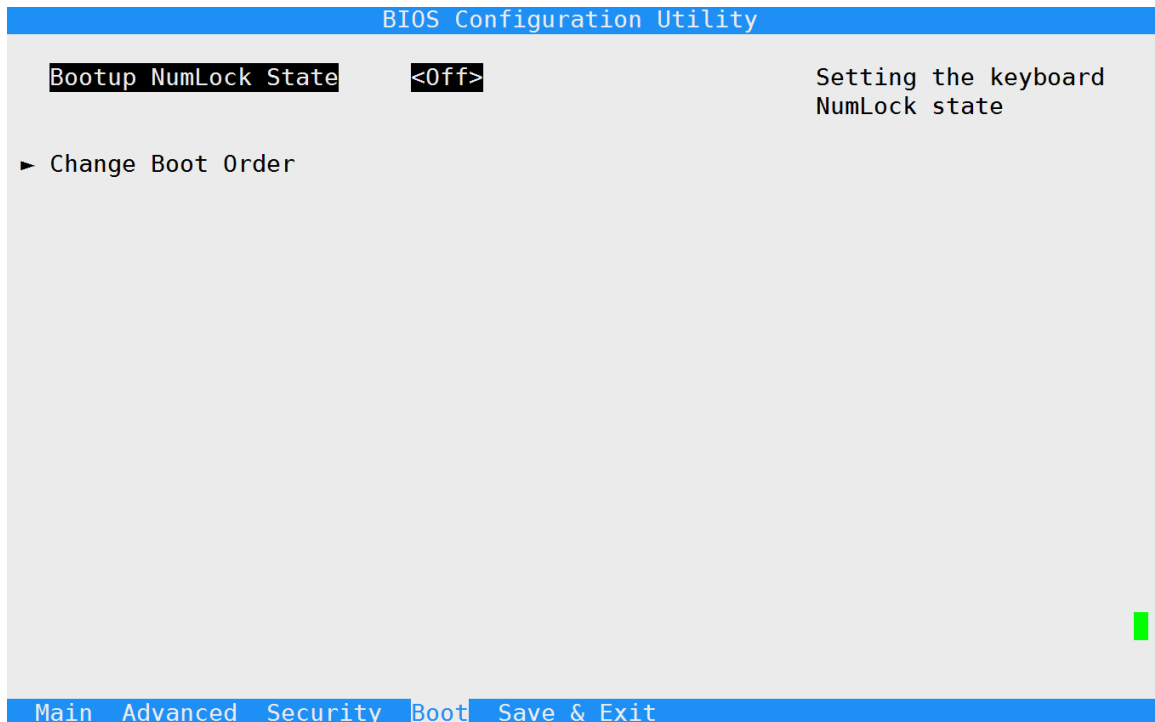 BIOS Configuration Utility
Bootup NumLock State <Off> Setting the keyboard
NumLock state
► Change Boot Order
Main Advanced Security Boot Save & Exit